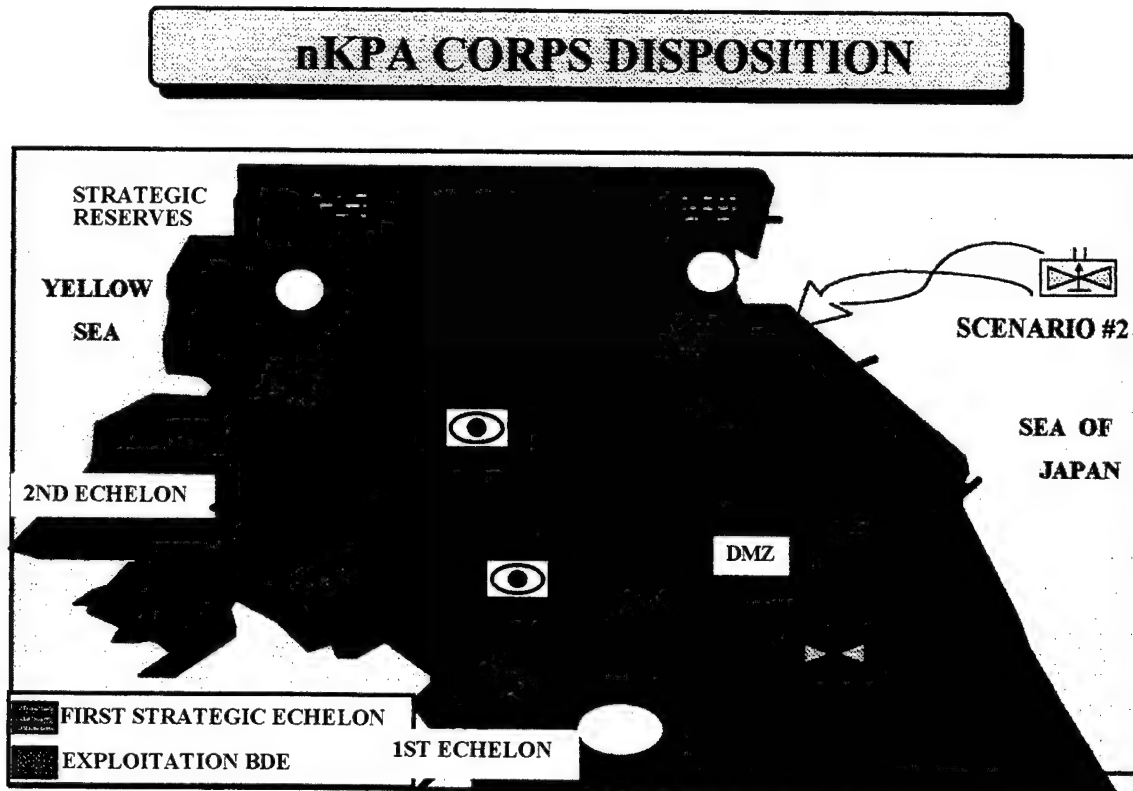 nKPA CORPS DISPOSITION
STRATEGIC
RESERVES
YELLOW
SEA
SCENARIO #2
SEA OF
JAPAN
2ND ECHELON
DMZ
FIRST STRATEGIC ECHELON
EXPLOITATION BDE
1ST ECHELON